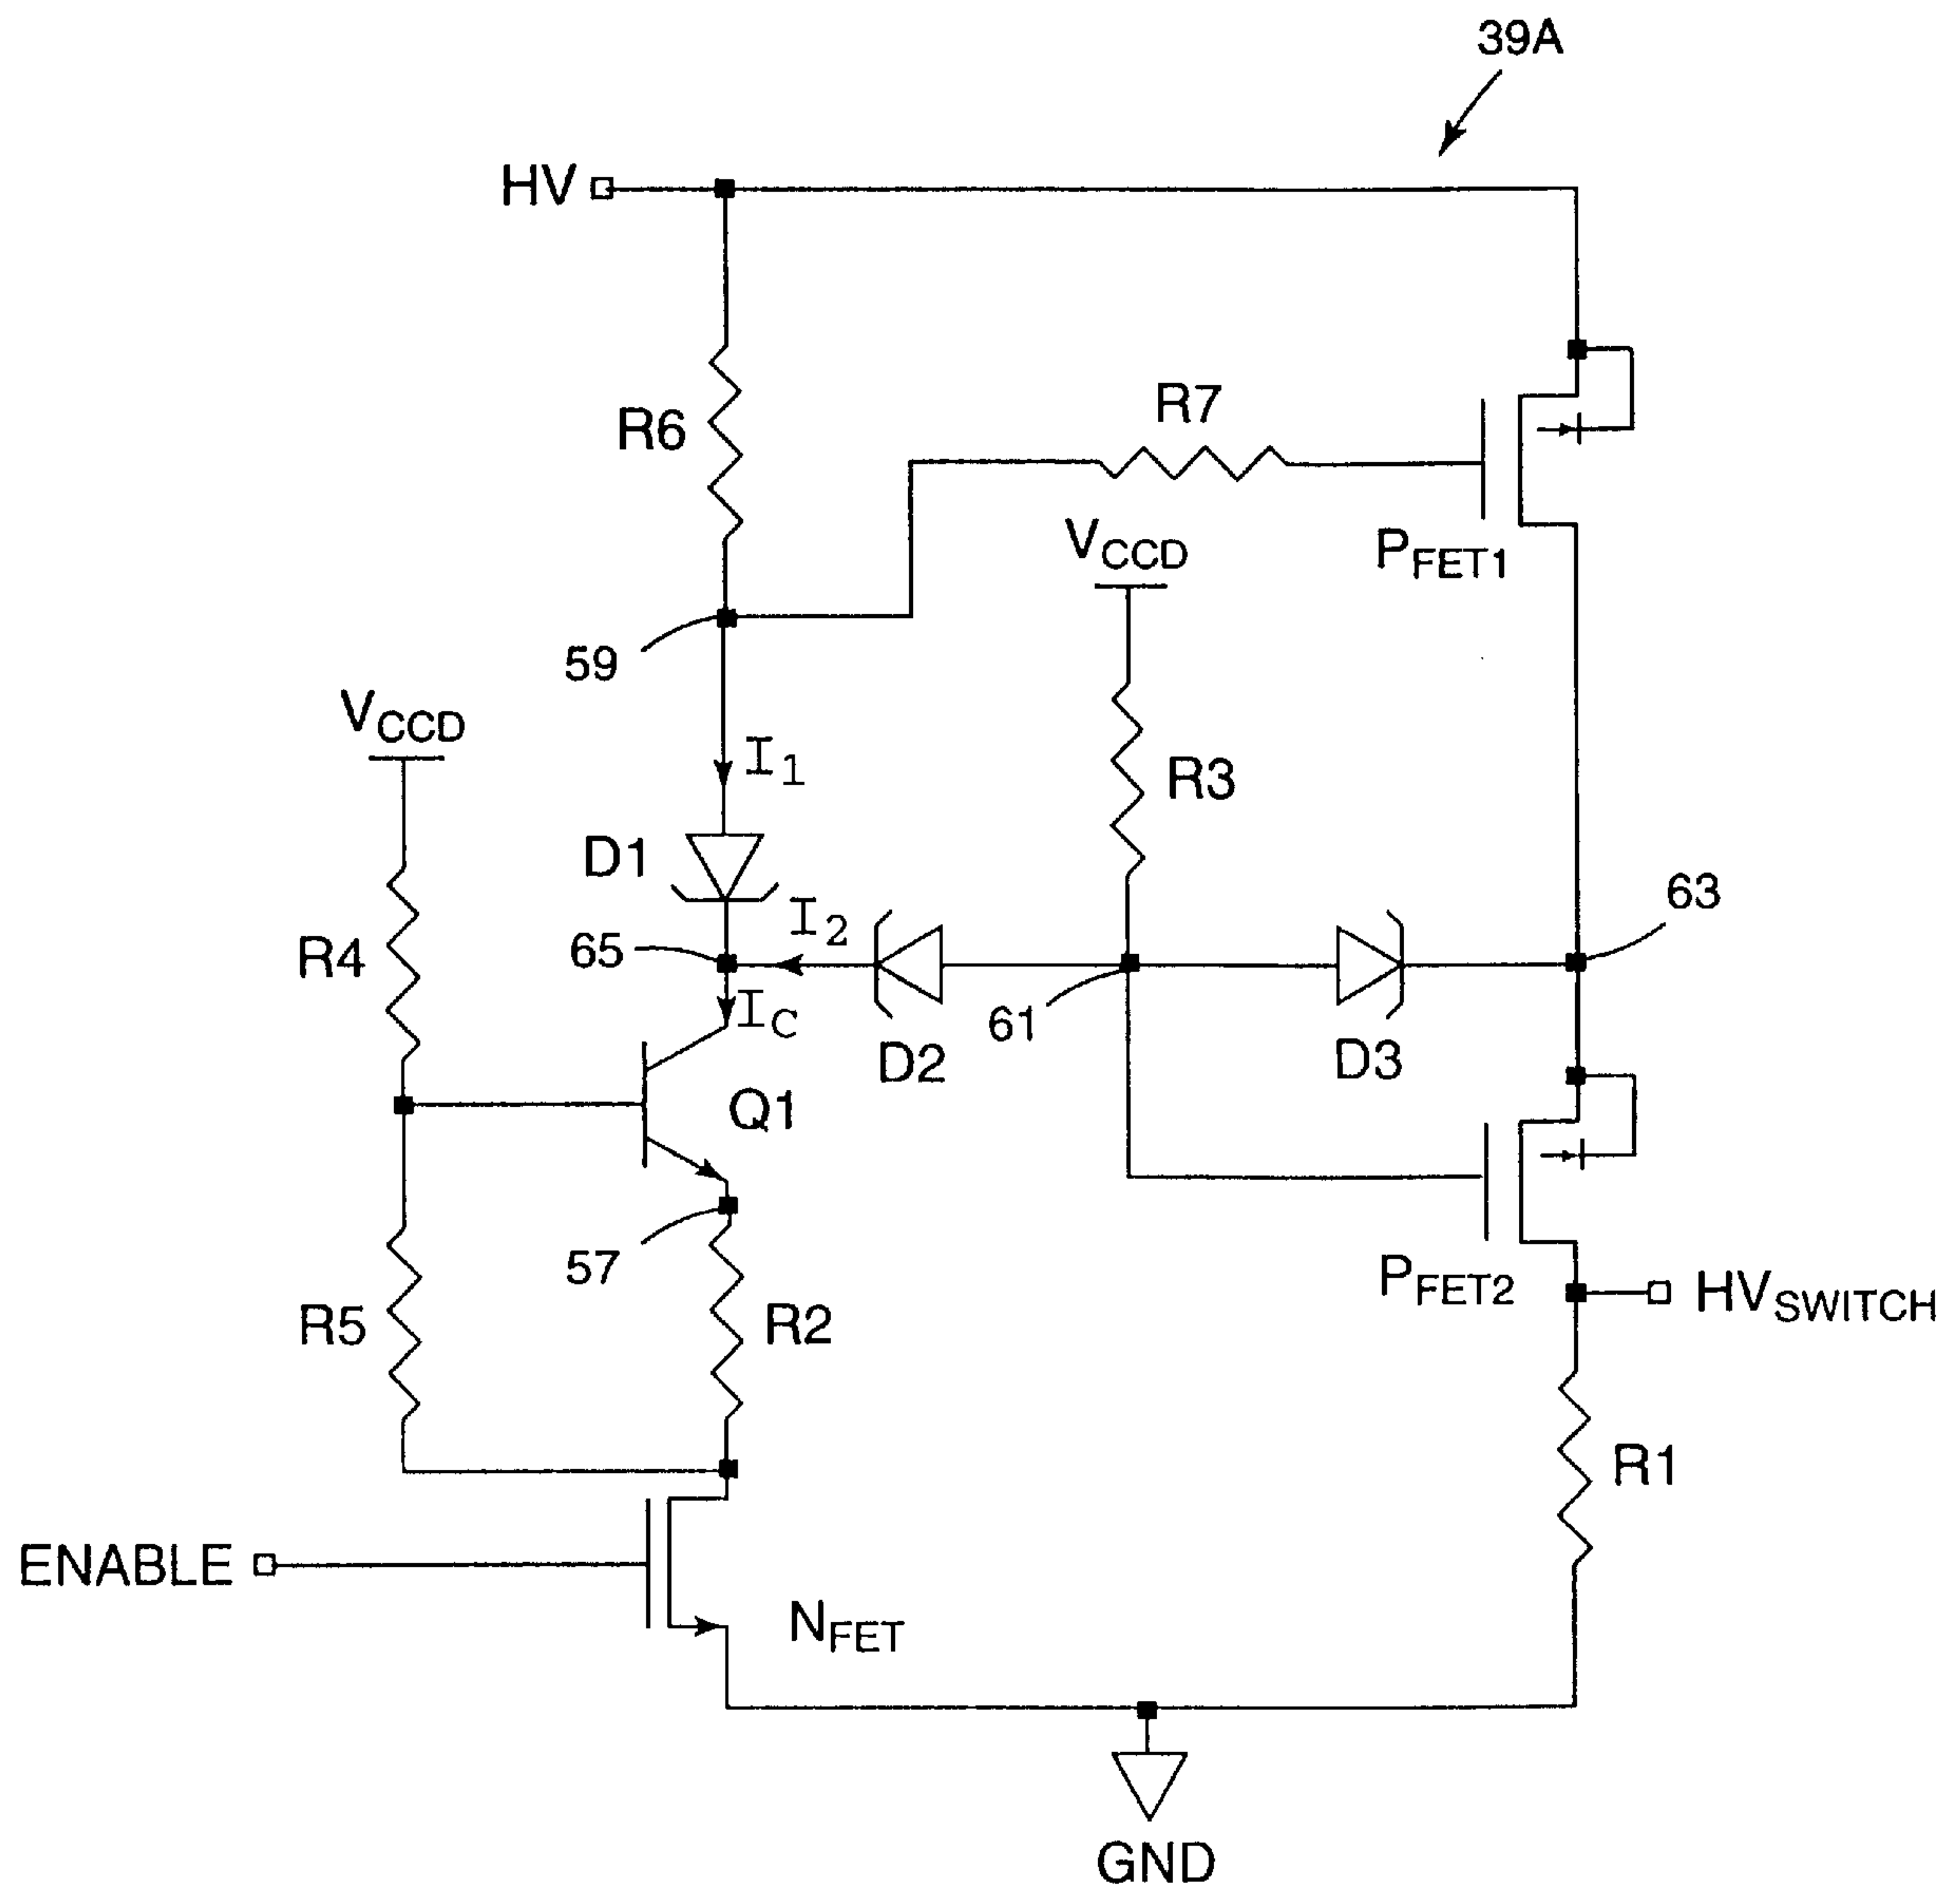 39A
HV
R6
R7
PFET1
VCCD
59
VCCD
I1
R3
D1
63
I2
65
R4
61
IC
D2
D3
Q1
57
PFET2
HVSWITCH
R5
R2
R1
ENABLE
NFET
GND